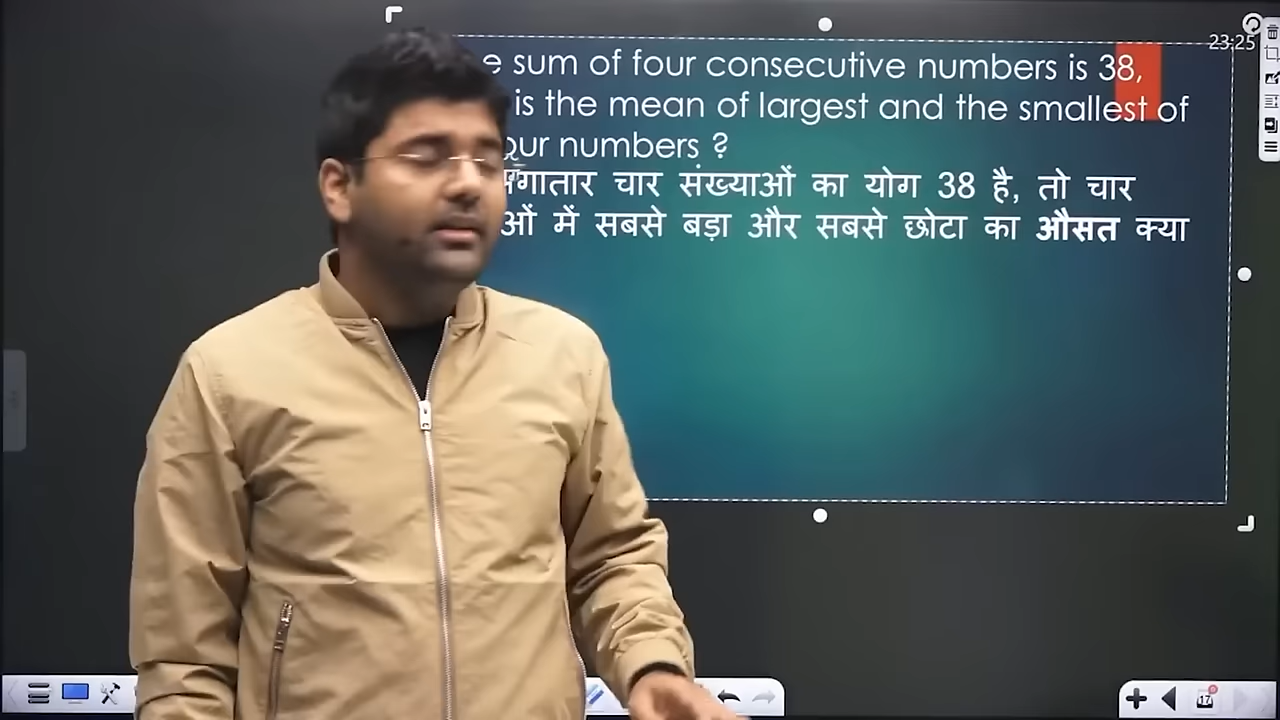 23:25
e sum of four consecutive numbers is 38,
is the mean of largest and the smallest of
our numbers ?
गातार चार संख्याओं का योग 38 है, तो चार
ओं में सबसे बड़ा और सबसे छोटा का औसत क्या
17